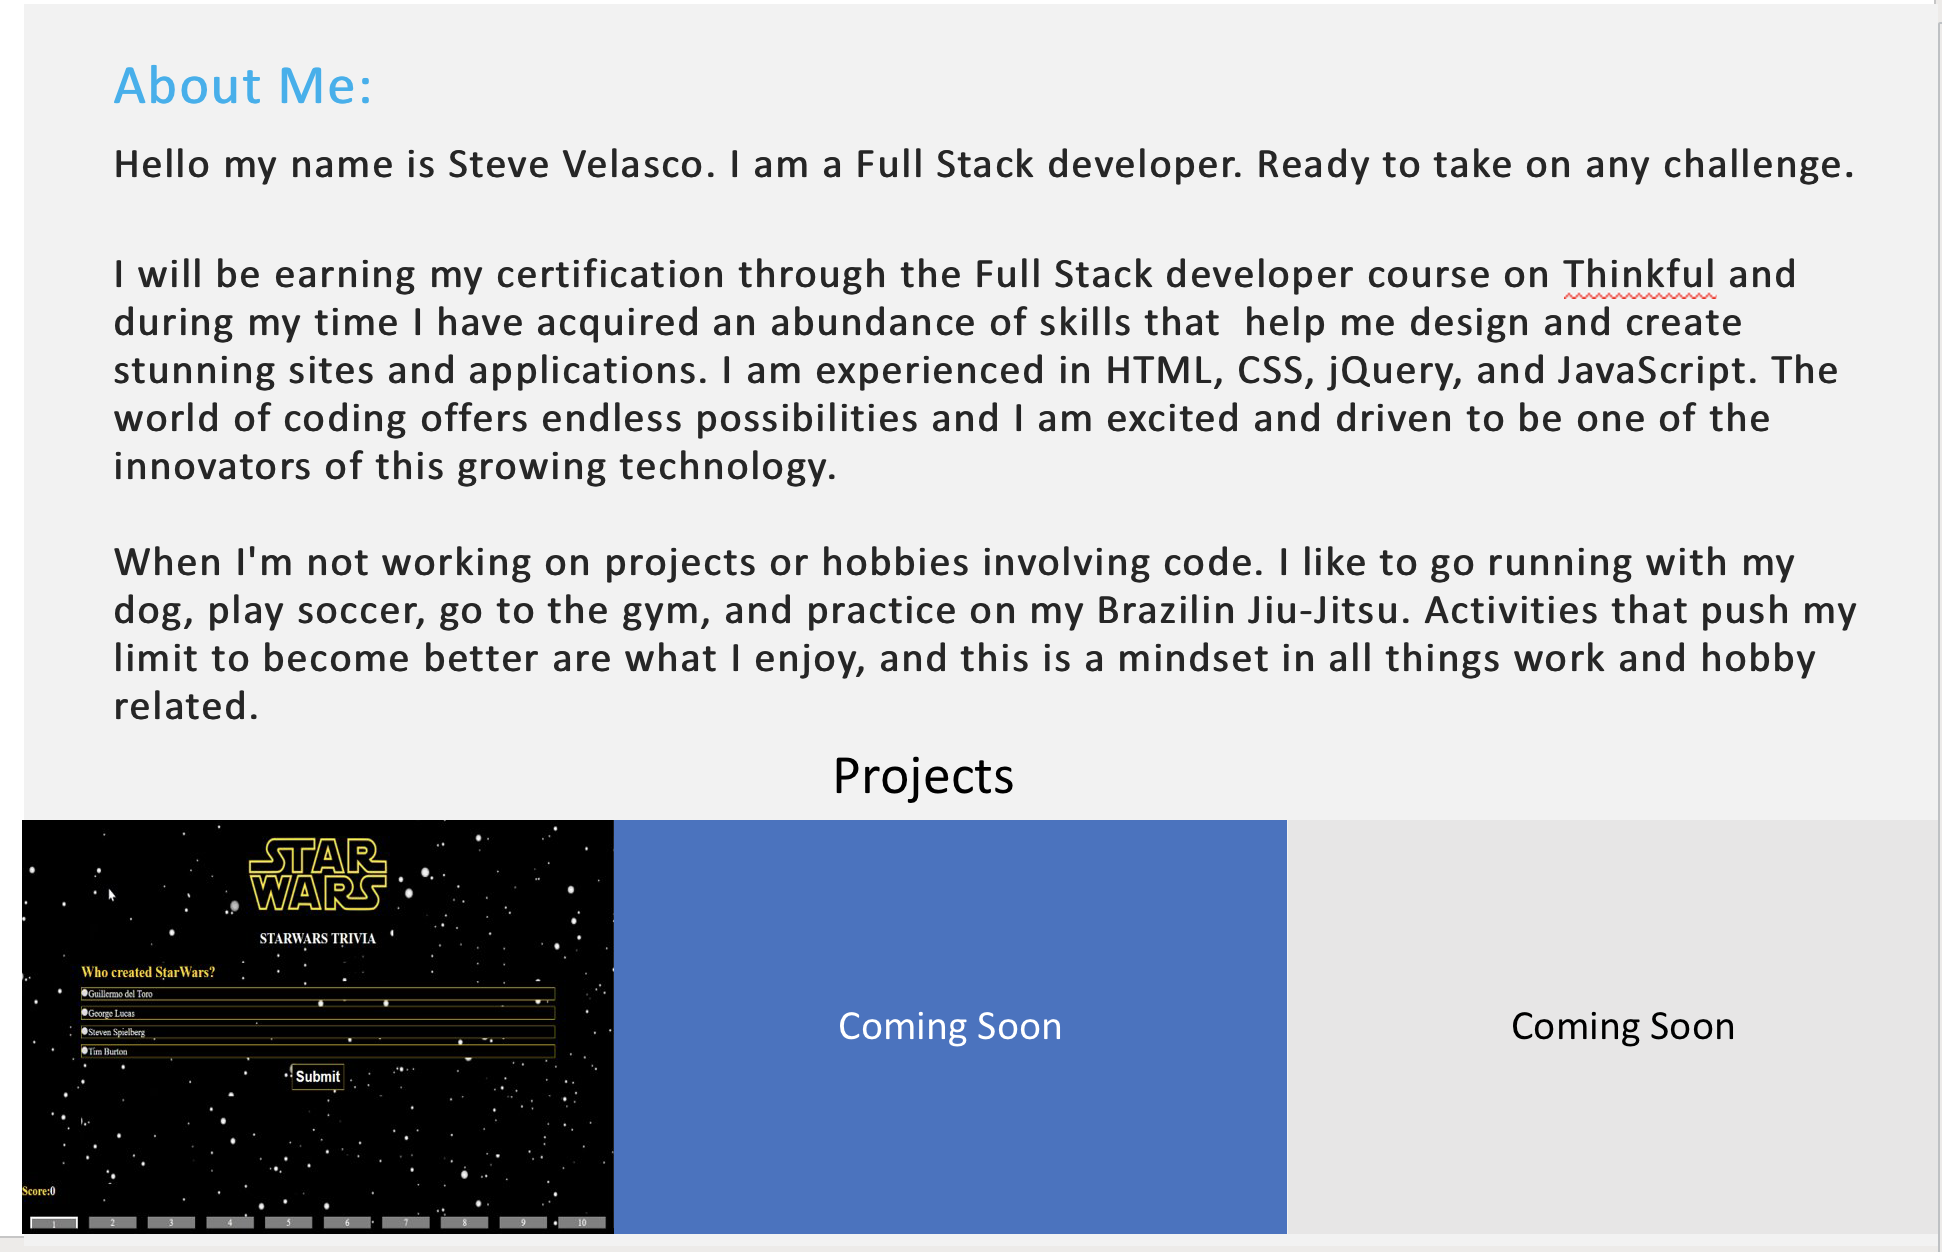 About Me:
Hello my name is Steve Velasco. I am a Full Stack developer. Ready to take on any challenge.
I will be earning my certification through the Full Stack developer course on Thinkful and
during my time I have acquired an abundance of skills that  help me design and create
stunning sites and applications. I am experienced in HTML, CSS, jQuery, and JavaScript. The
world of coding offers endless possibilities and I am excited and driven to be one of the
innovators of this growing technology.
When I'm not working on projects or hobbies involving code. I like to go running with my
dog, play soccer, go to the gym, and practice on my Brazilin Jiu-Jitsu. Activities that push my
limit to become better are what I enjoy, and this is a mindset in all things work and hobby
related.
Projects
STAR
WARS
STARWARS TRIVIA
Who created StarWars?
Guillermo del Toro
George Lucas
Steven Spielberg
Tim Burton
Submit
Score:0
1 2 3 4 5 6 7 8 9 10
Coming Soon
Coming Soon